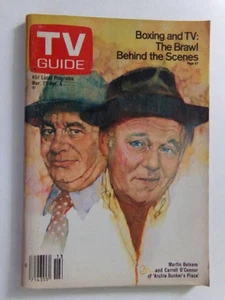 TV
GUIDE
Boxing and TV:
The Brawl
Behind the Scenes
Local Programs
Martin Balsam
and Carroll O'Connor
of 'Archie Bunker's Place'